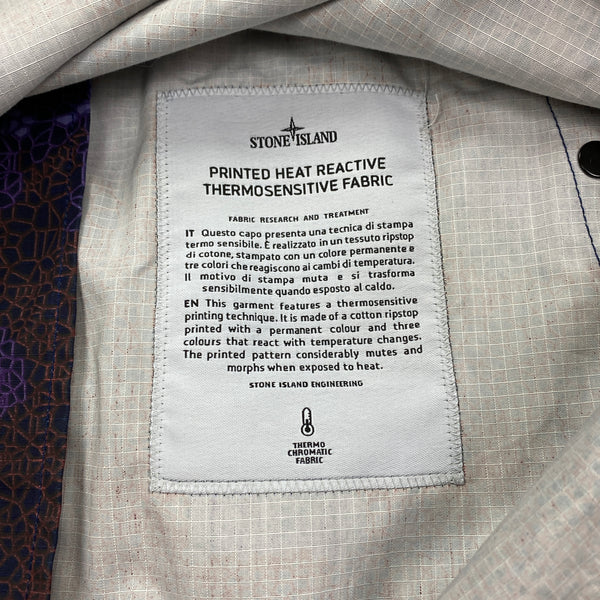 STONE ISLAND
PRINTED HEAT REACTIVE
THERMOSENSITIVE FABRIC
FABRIC RESEARCH AND TREATMENT
IT Questo capo presenta una tecnica di stampa
termo sensibile. È realizzato in un tessuto ripstop
di cotone, stampato con un colore permanente e
tre colori che reagiscono ai cambi di temperatura.
Il motivo di stampa muta e si trasforma
sensibilmente quando esposto al caldo.
EN This garment features a thermosensitive
printing technique. It is made of a cotton ripstop
printed with a permanent colour and three
colours that react with temperature changes.
The printed pattern considerably mutes and
morphs when exposed to heat.
STONE ISLAND ENGINEERING
THERMO
CHROMATIC
FABRIC